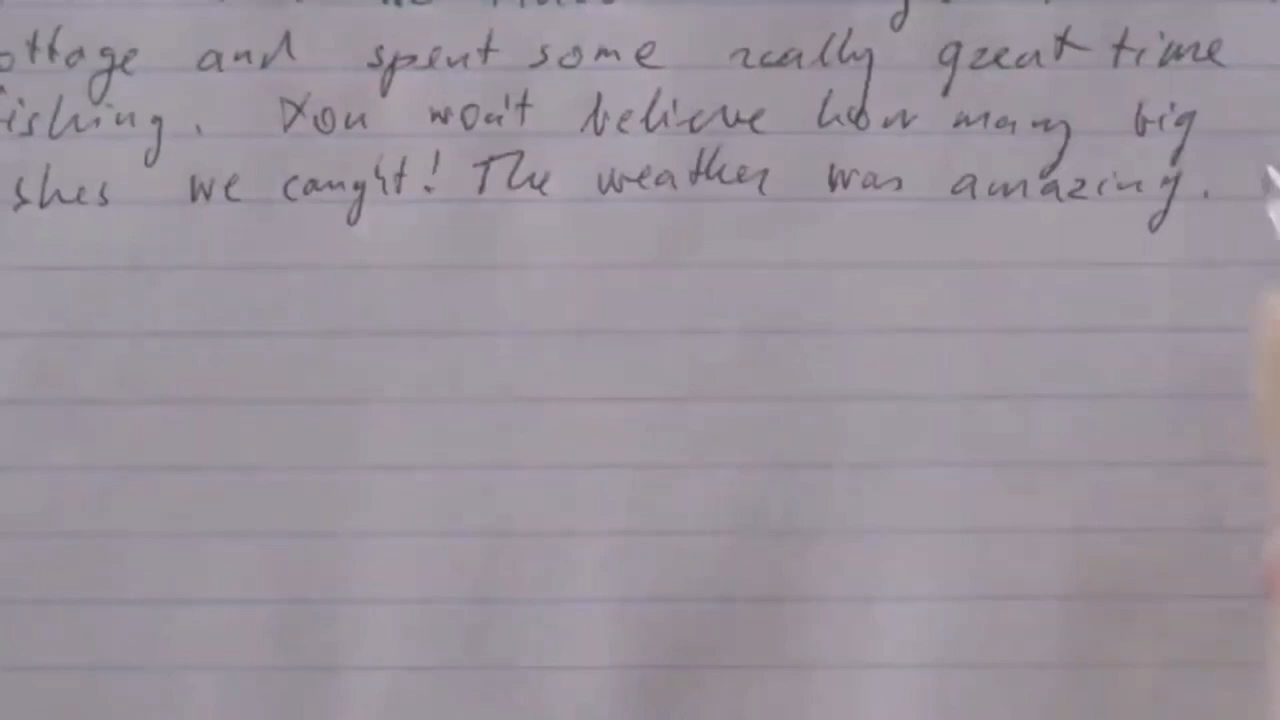 ottage and spent some really great time
ishing. You won't believe how many big
shes we caught! The weather was amazing.